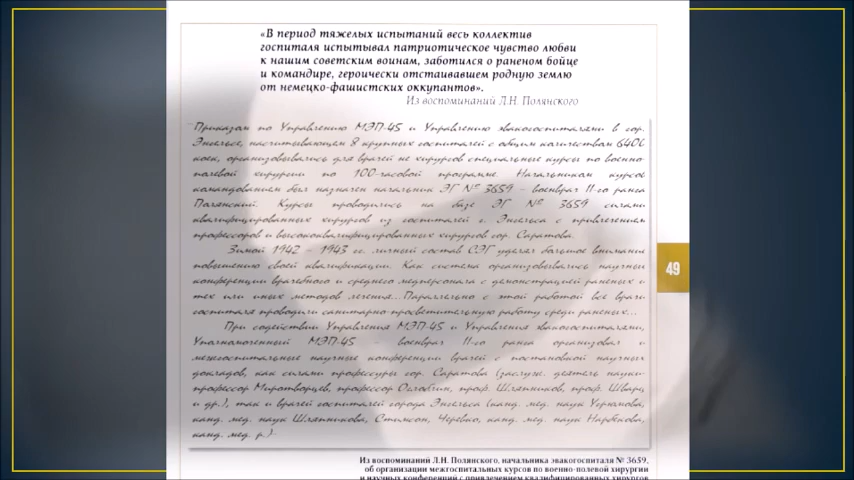 «В период тяжелых испытаний весь коллектив
госпиталя испытывал патриотическое чувство любви
к нашим советским воинам, заботился о раненом бойце
и командире, героически отстаивавшем родную землю
от немецко-фашистских оккупантов».
Из воспоминаний Л.Н. Полянского
Приказом по Управлению МЭП-45 и Управлению эвакогоспиталями в гор.
Энгельсе, насчитывающем 8 крупных госпиталей с общим количеством 6400
коек, организовывались для врачей не хирургов специальные курсы по военно-
полевой хирургии по 100-часовой программе. Начальником курсов
командованием был назначен начальник ЭГ № 3659 – военврач II-го ранга
Полянский. Курсы проводились на базе ЭГ № 3659 силами
квалифицированных хирургов из госпиталей г. Энгельса с привлечением
профессоров и высококвалифицированных хирургов гор. Саратова.
Зимой 1942 – 1943 гг. личный состав СЭГ уделял большое внимание
повышению своей квалификации. Как система организовывались научные
конференции врачебного и среднего медперсонала с демонстрацией раненых и
тех или иных методов лечения...Параллельно с этой работой все врачи
госпиталя проводили санитарно-просветительную работу среди раненых...
При содействии Управления МЭП-45 и Управления эвакогоспиталями,
Уполномоченный МЭП-45 – военврач II-го ранга организовал и
межгоспитальные научные конференции врачей с постановкой научных
докладов, как силами профессуры гор. Саратова (заслуж. деятель науки-
профессор Миротворцев, профессор Оглоблин, проф. Шляпников, проф. Шварц
и др.), так и врачей госпиталей города Энгельса (канд. мед. наук
канд. мед. наук Шляпникова, Стимсон, Черевко, канд. мед. наук Нарбекова,
канд. мед. р.)
49
Из воспоминаний Л.Н. Полянского, начальника эвакогоспиталя № 3659,
об организации межгоспитальных курсов по военно-полевой хирургии
и научных конференций с привлечением квалифицированных хирургов